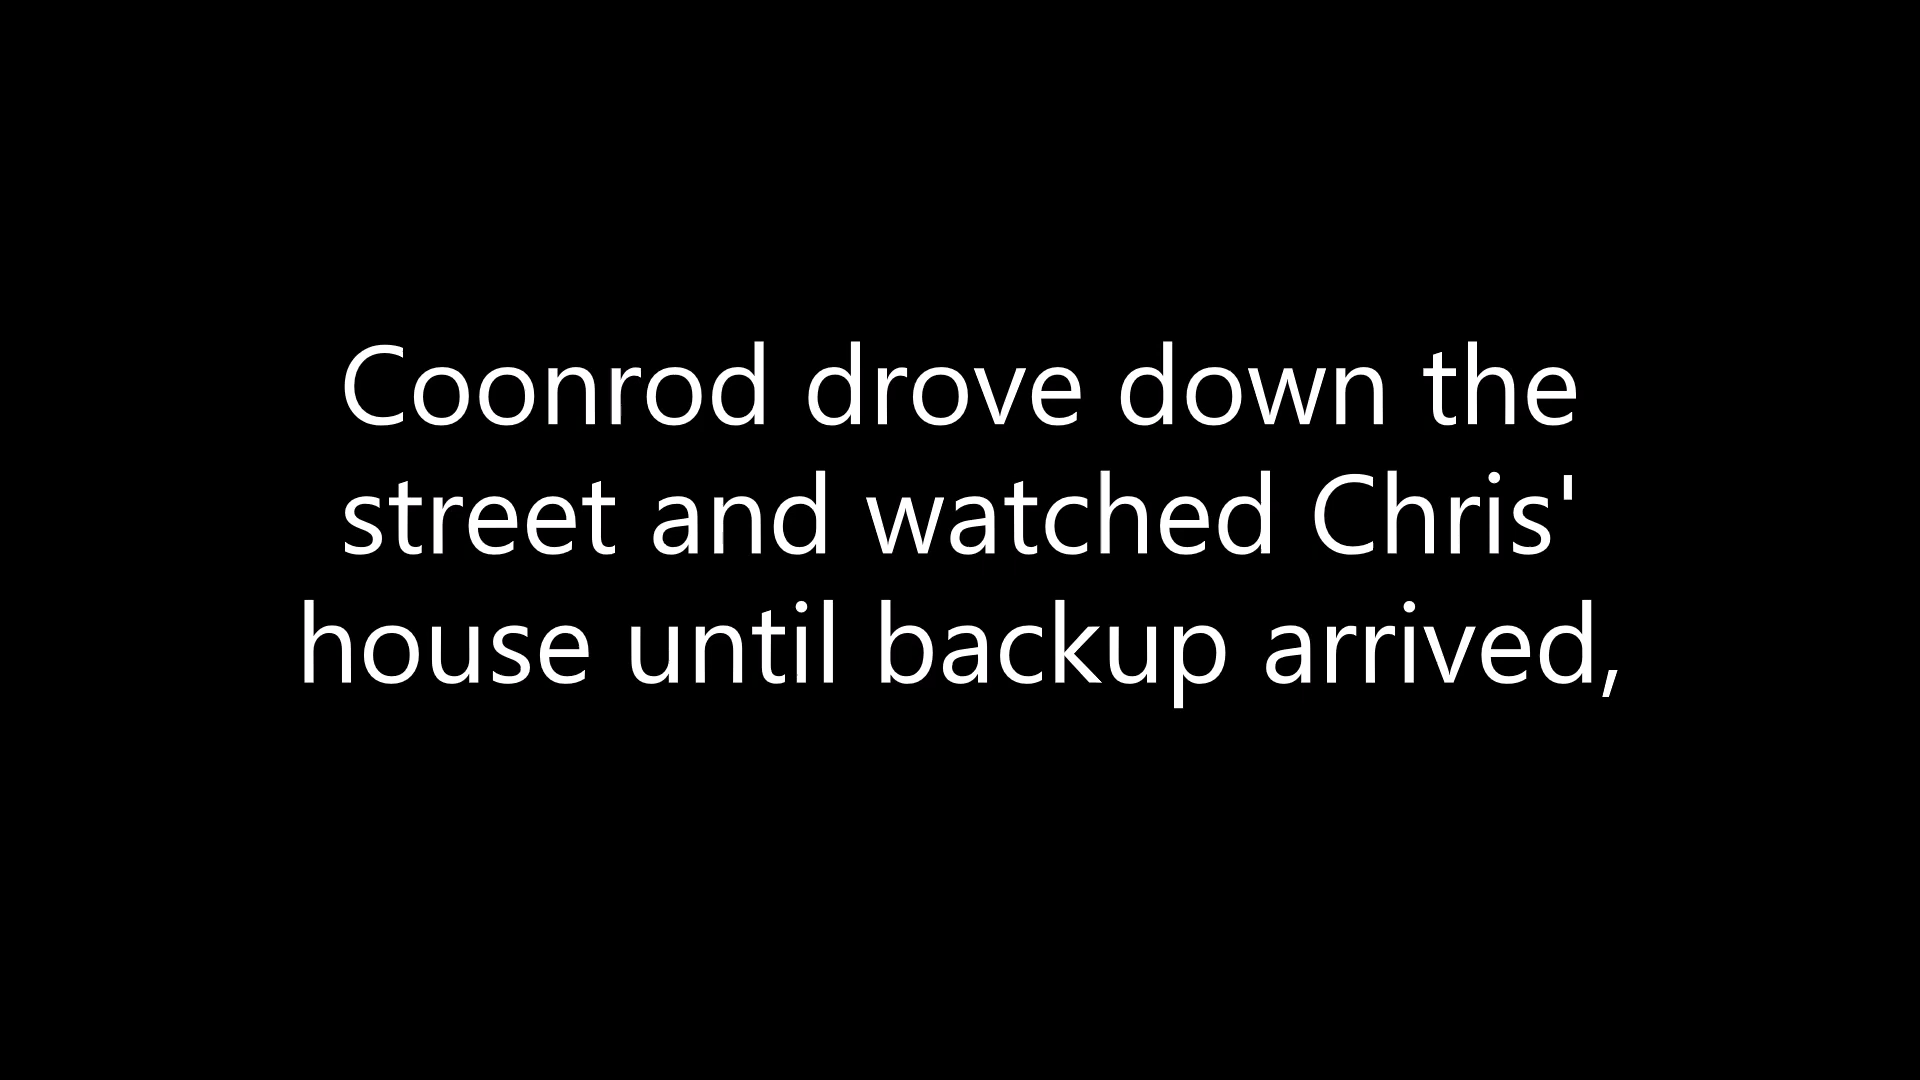 Coonrod drove down the
street and watched Chris'
house until backup arrived,